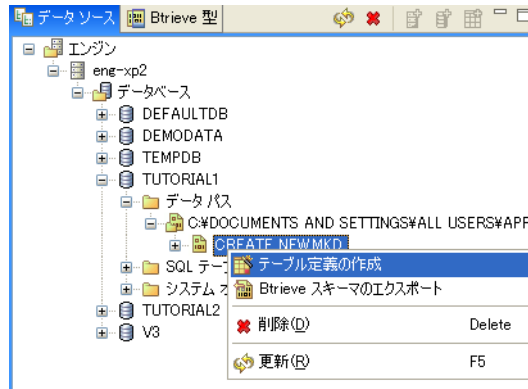 データ ソース Btrieve 型
エンジン
eng-xp2
データベース
DEFAULTDB
DEMODATA
TEMPDB
TUTORIAL1
データ パス
C:¥DOCUMENTS AND SETTINGS¥ALL USERS¥APP
CREATE_NEW.MKD
SQL テー
テーブル定義の作成
システム オ
Btrieve スキーマのエクスポート
TUTORIAL2
削除(D) Delete
V3
更新(R) F5